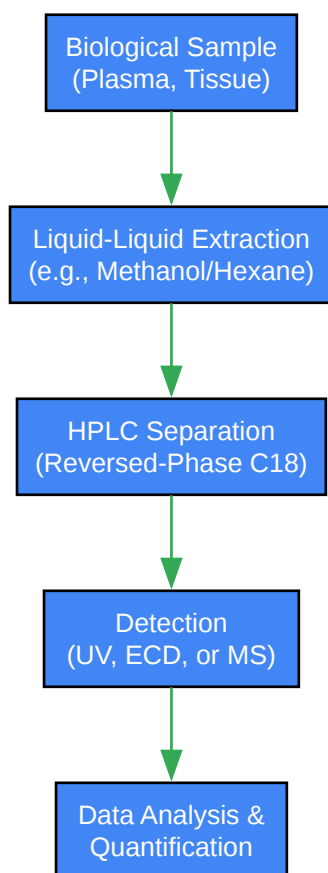 Biological Sample
(Plasma, Tissue)
Liquid-Liquid Extraction
(e.g., Methanol/Hexane)
HPLC Separation
(Reversed-Phase C18)
Detection
(UV, ECD, or MS)
Data Analysis &
Quantification